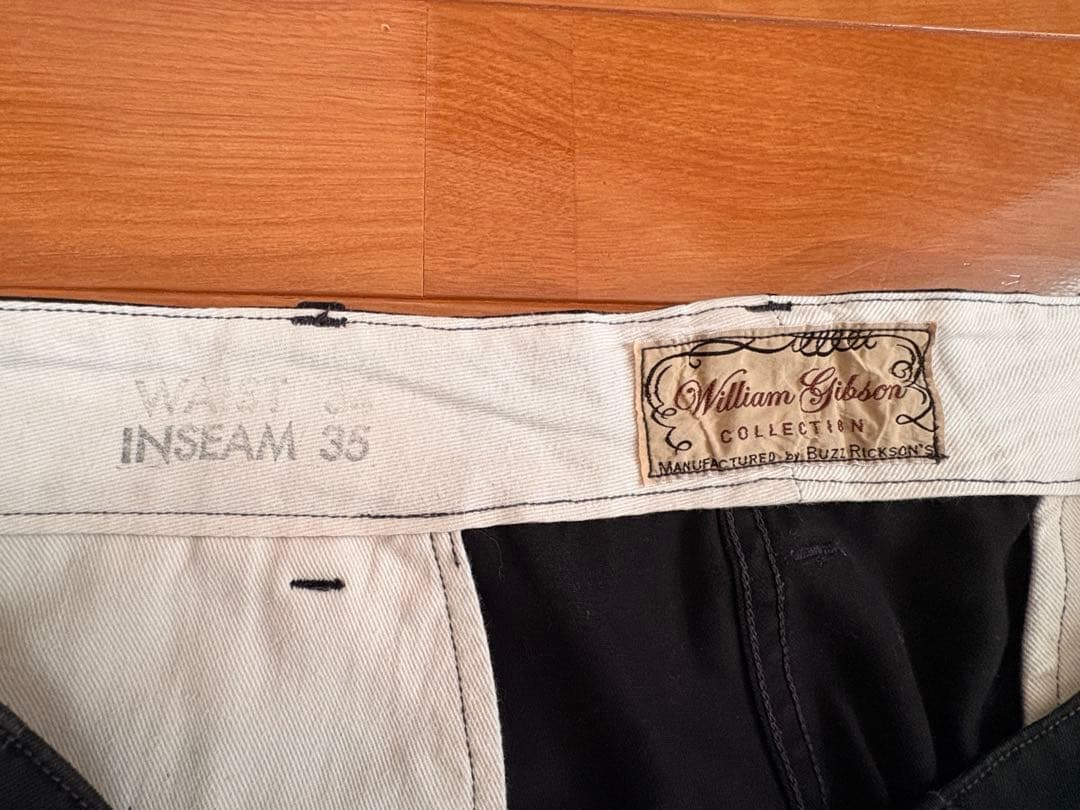 WAIST
INSEAM 35
William Gibson
COLLECTION
MANUFACTURED by BUZZ RICKSON'S